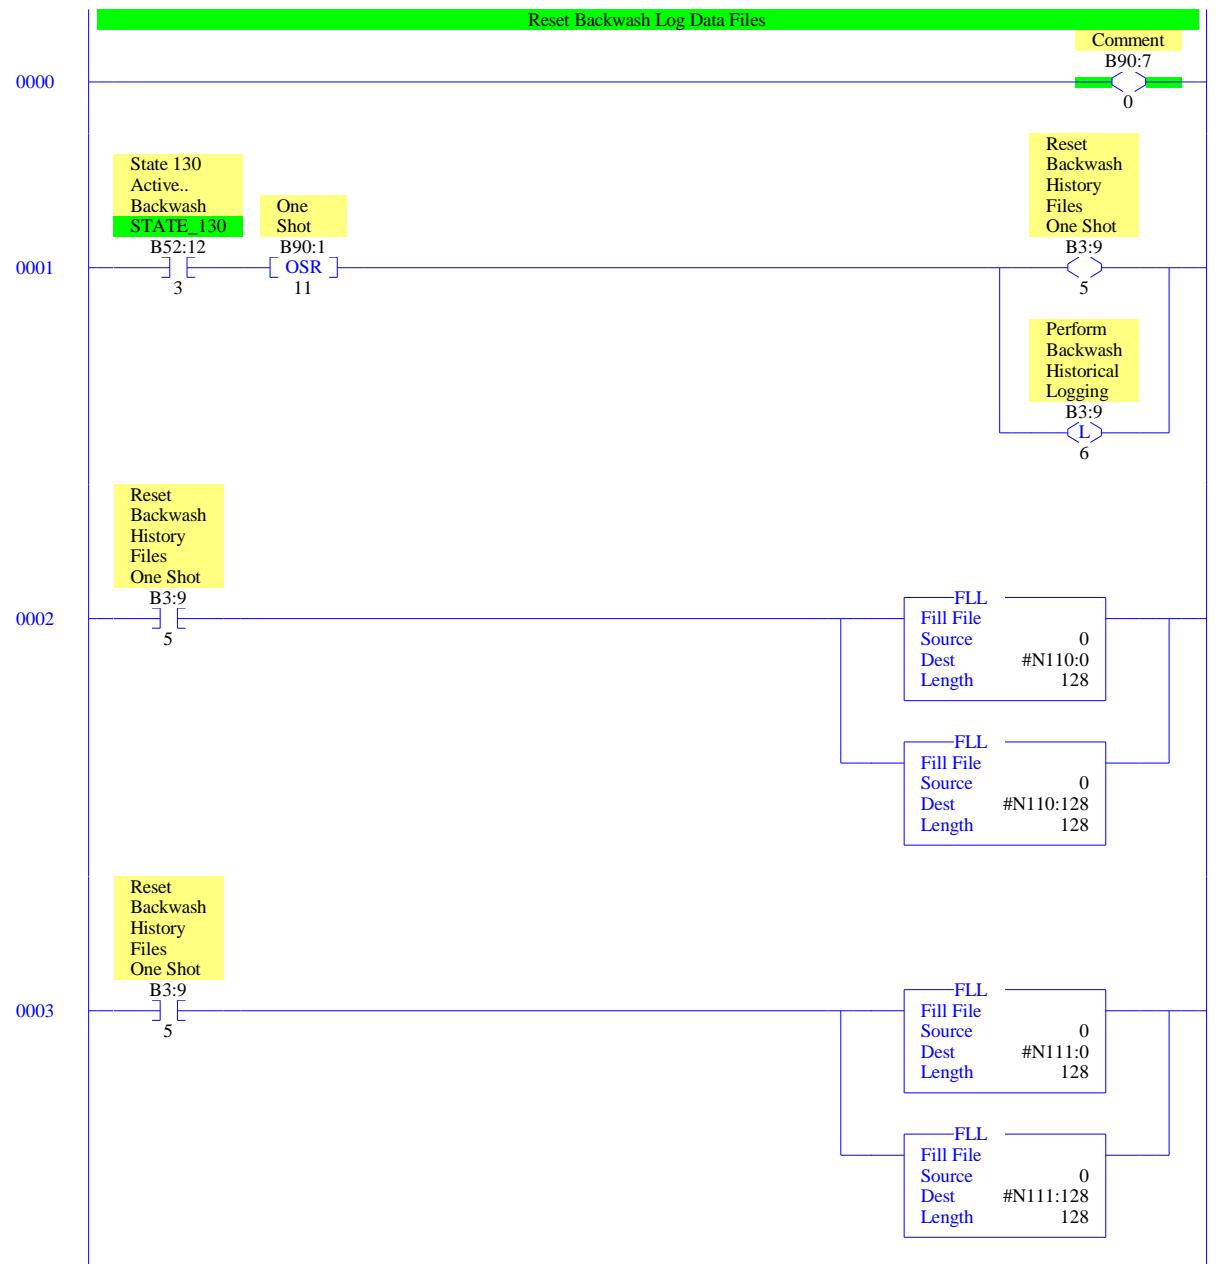 Reset Backwash Log Data Files
Comment
B90:7
0000
0
State 130
Active..
Backwash
STATE_130
B52:12
3
One
Shot
B90:1
OSR
11
Reset
Backwash
History
Files
One Shot
B3:9
5
0001
Perform
Backwash
Historical
Logging
B3:9
L
6
Reset
Backwash
History
Files
One Shot
B3:9
5
0002
FLL
Fill File
Source 0
Dest #N110:0
Length 128
FLL
Fill File
Source 0
Dest #N110:128
Length 128
Reset
Backwash
History
Files
One Shot
B3:9
5
0003
FLL
Fill File
Source 0
Dest #N111:0
Length 128
FLL
Fill File
Source 0
Dest #N111:128
Length 128